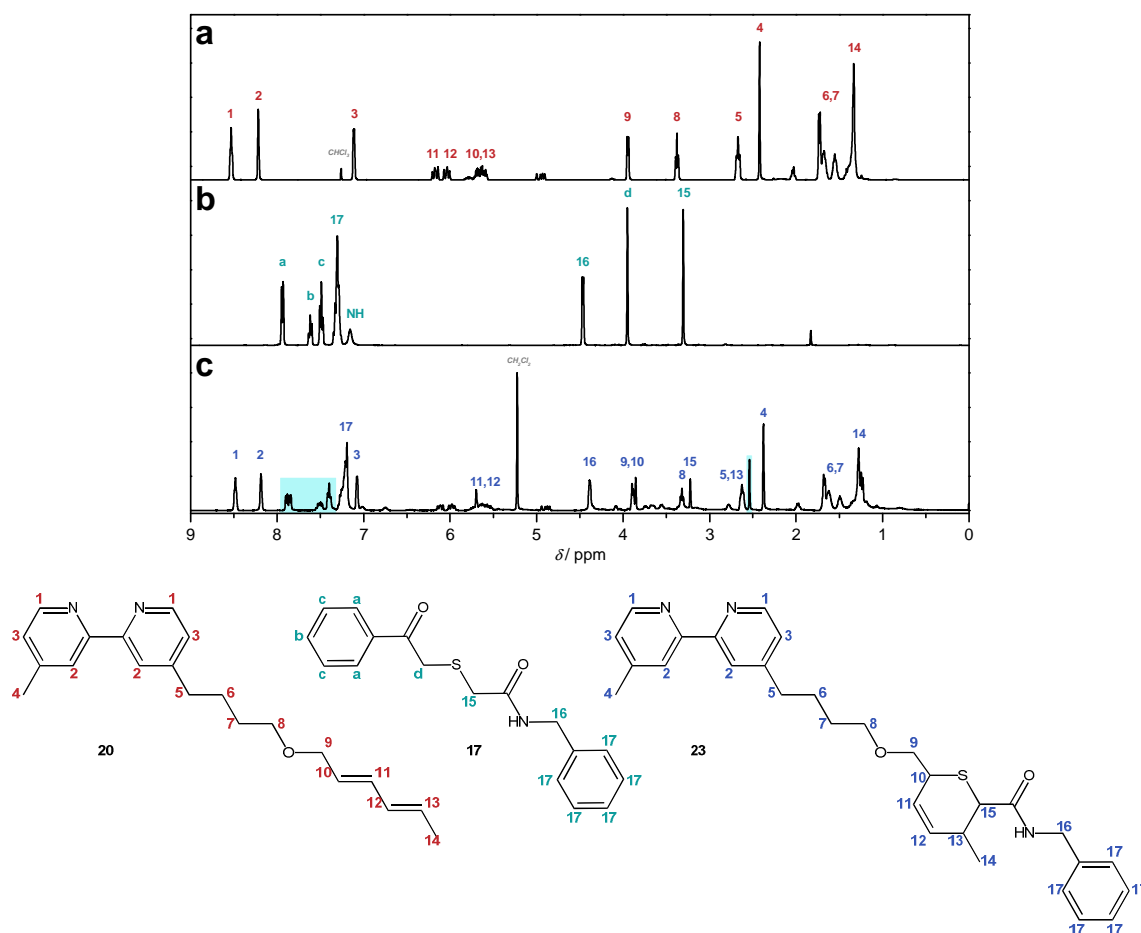 a
1 2 CHCl3 3 11 12 10,13 9 8 5 4 6,7 14
b
a b c 17 NH 16 d 15
c
1 2 17 3 CH2Cl2 11,12 16 9,10 8 15 5,13 4 6,7 14
9 8 7 6 5 4 3 2 1 0
δ/ ppm
1 N N 1
3 2 2 3
4 5 6
7 8
O 9
10 11
12 13
14
20
c a O
b
c a d S O
15 HN 16
17 17
17 17
17 17
17
1 N N 1
3 2 2 3
4 5 6
7 8
O 9
10 S O
11 15 HN 16
12 13
14 17
17 17
17 17
23